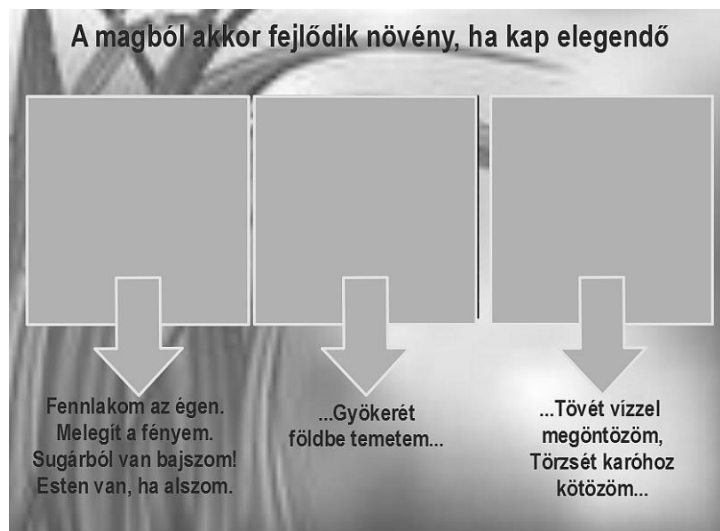 A magból akkor fejlődik növény, ha kap elegendő
Fennlakom az égen.
Melegít a fényem.
Sugárból van bajszom!
Esten van, ha alszom.
...Gyökerét
földbe temetem...
...Tövét vízzel
megöntözöm,
Törzsét karóhoz
kötözöm...